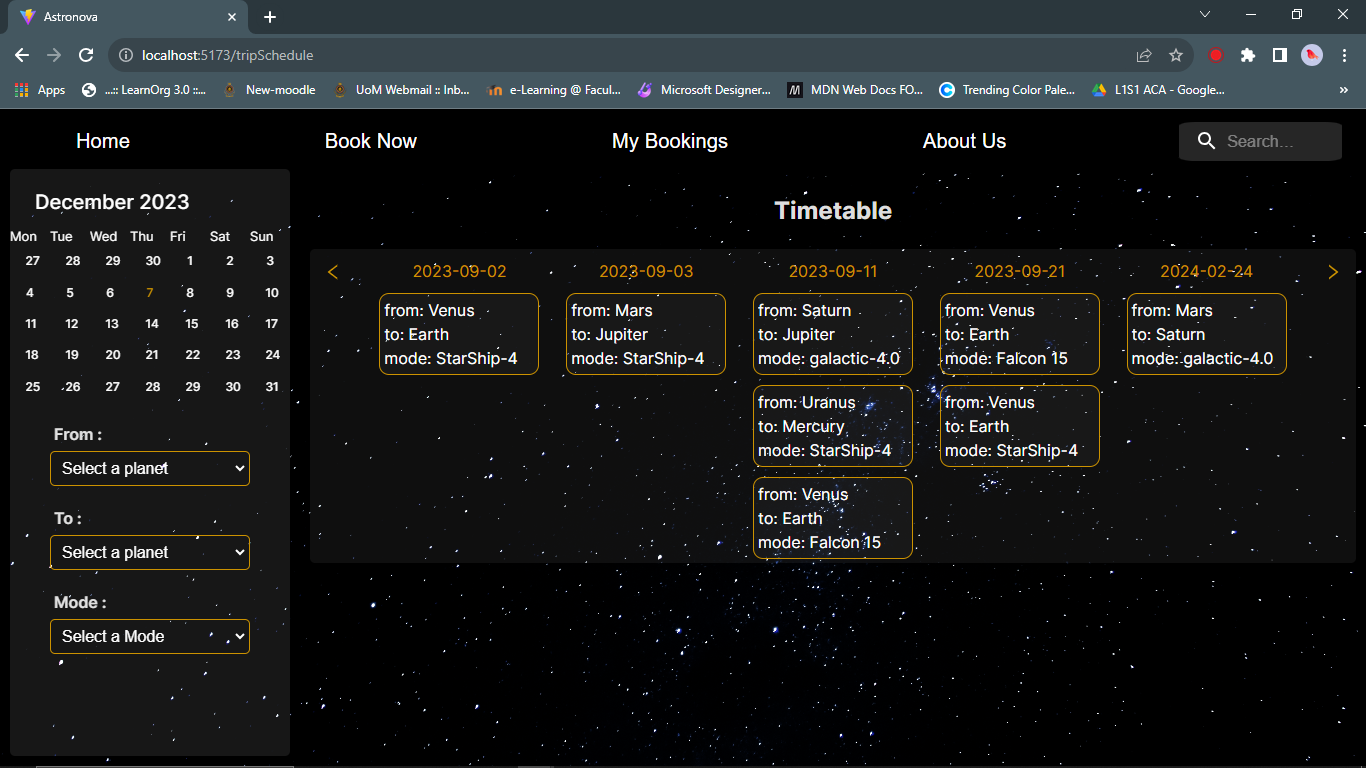 Astronova
localhost:5173/tripSchedule
Apps
...:: LearnOrg 3.0 ::...
New-moodle
UoM Webmail :: Inb...
e-Learning @ Facul...
Microsoft Designer...
MDN Web Docs FO...
Trending Color Pale...
L1S1 ACA - Google...
»
Home
Book Now
My Bookings
About Us
Search...
December 2023
Mon Tue Wed Thu Fri Sat Sun
27 28 29 30 1 2 3
4 5 6 7 8 9 10
11 12 13 14 15 16 17
18 19 20 21 22 23 24
25 26 27 28 29 30 31
From :
Select a planet
To :
Select a planet
Mode :
Select a Mode
Timetable
2023-09-02
from: Venus
to: Earth
mode: StarShip-4
2023-09-03
from: Mars
to: Jupiter
mode: StarShip-4
2023-09-11
from: Saturn
to: Jupiter
mode: galactic-4.0
from: Uranus
to: Mercury
mode: StarShip-4
from: Venus
to: Earth
mode: Falcon 15
2023-09-21
from: Venus
to: Earth
mode: Falcon 15
from: Venus
to: Earth
mode: StarShip-4
2024-02-24
from: Mars
to: Saturn
mode: galactic-4.0